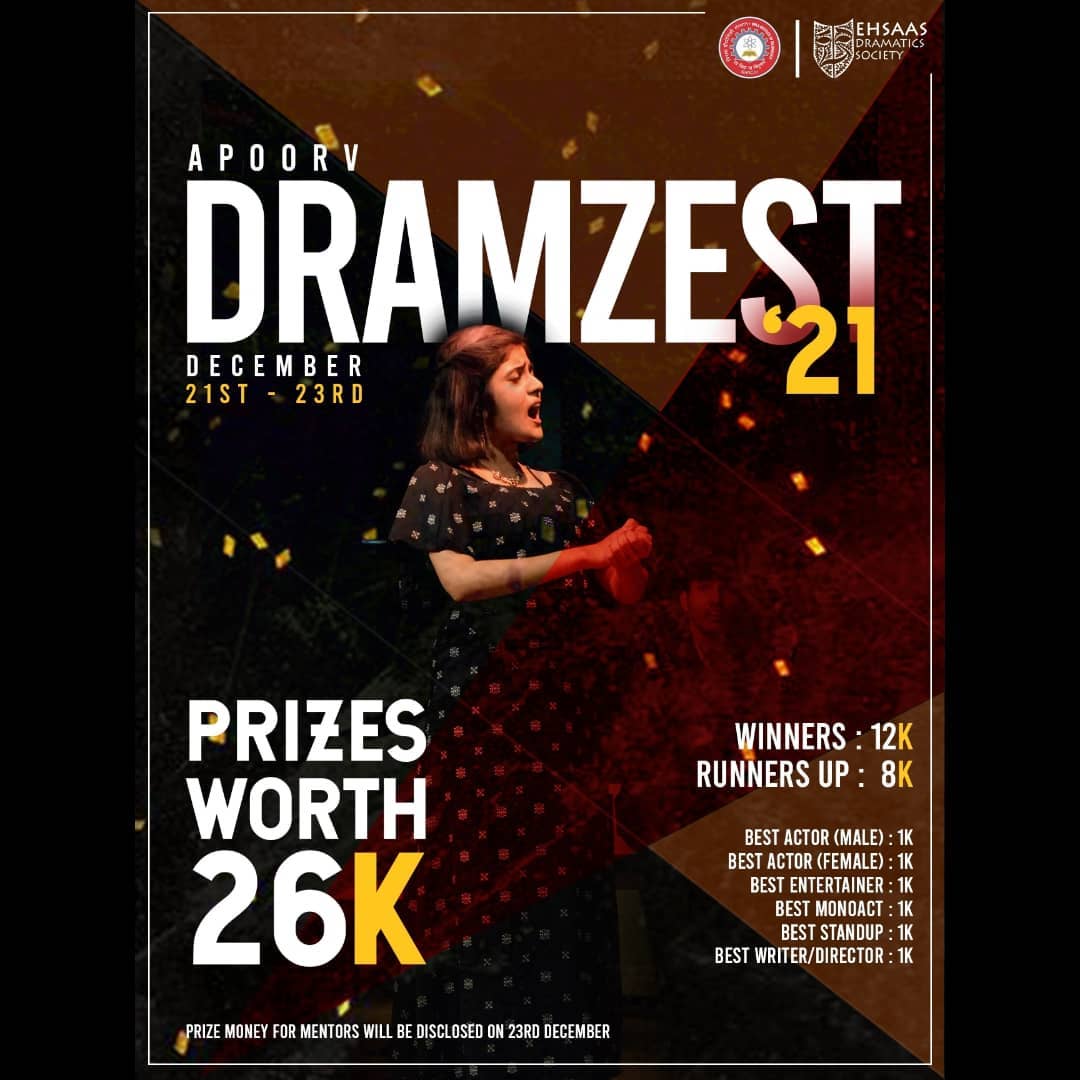 EHSAAS
DRAMATICS
SOCIETY
APOORV
DRAMZEST
'21
DECEMBER
21ST - 23RD
PRIZES
WORTH
26K
WINNERS : 12K
RUNNERS UP : 8K
BEST ACTOR (MALE) : 1K
BEST ACTOR (FEMALE) : 1K
BEST ENTERTAINER : 1K
BEST MONOACT : 1K
BEST STANDUP : 1K
BEST WRITER/DIRECTOR : 1K
PRIZE MONEY FOR MENTORS WILL BE DISCLOSED ON 23RD DECEMBER